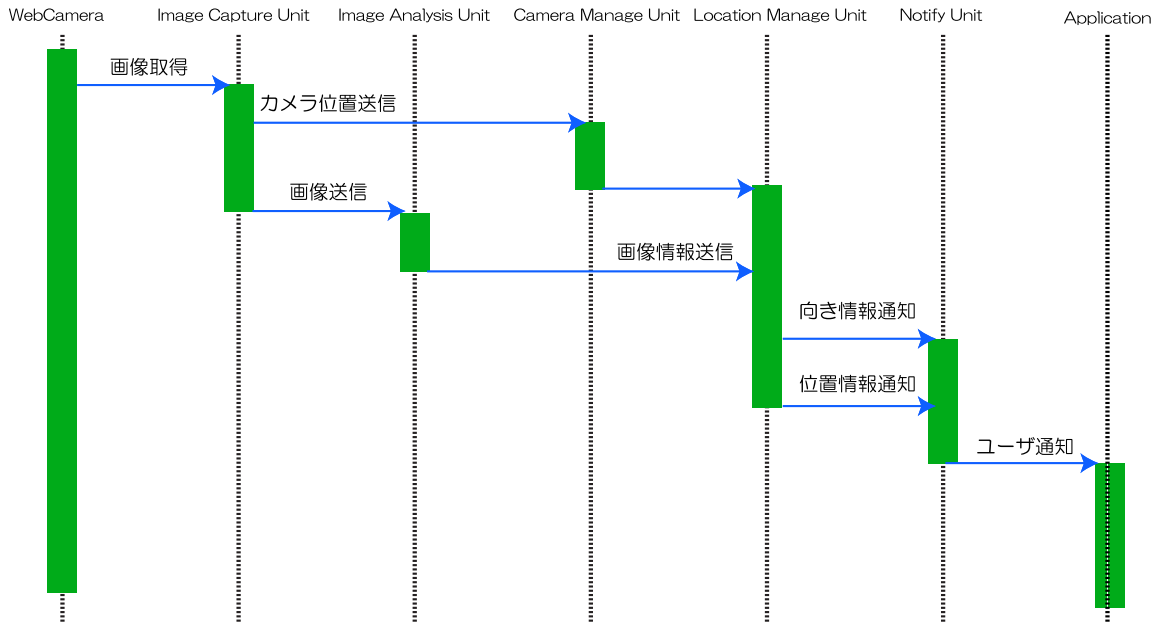 WebCamera
Image Capture Unit
Image Analysis Unit
Camera Manage Unit
Location Manage Unit
Notify Unit
Application
画像取得
カメラ位置送信
画像送信
画像情報送信
向き情報通知
位置情報通知
ユーザ通知